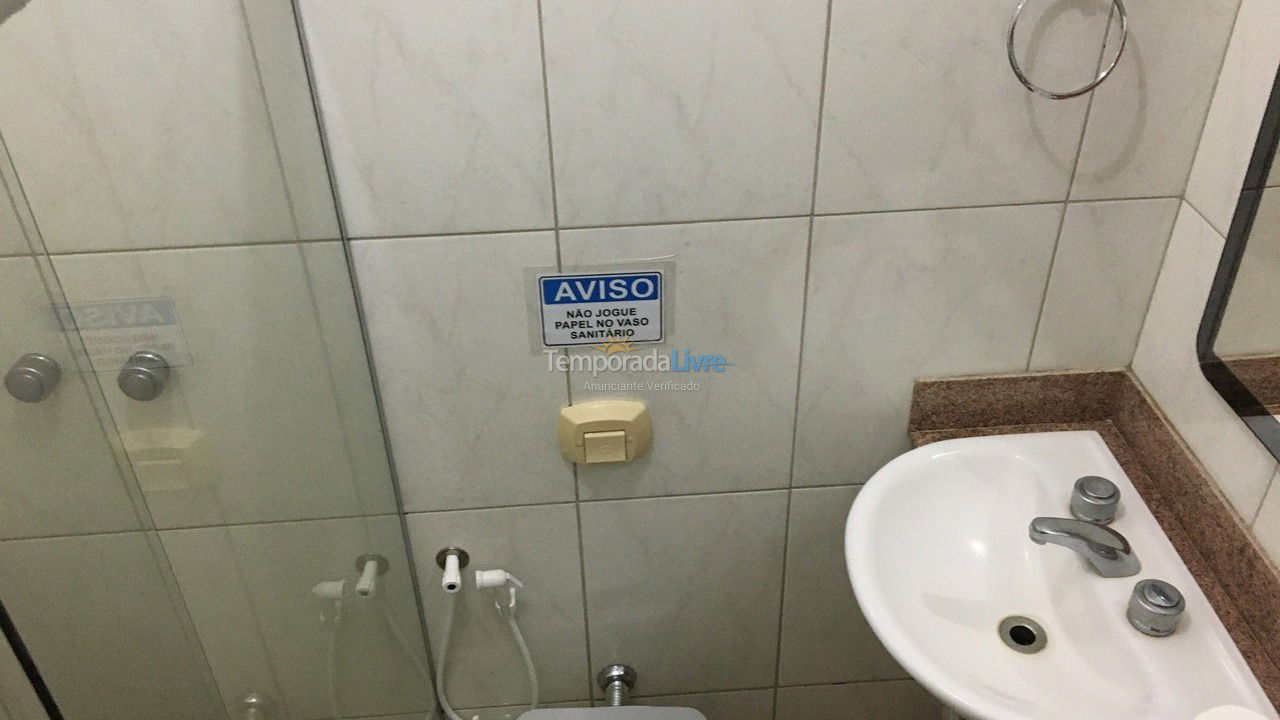 AVISO
NÃO JOGUE
PAPEL NO VASO
SANITÁRIO
TemporadaLivre
Anunciante Verificado